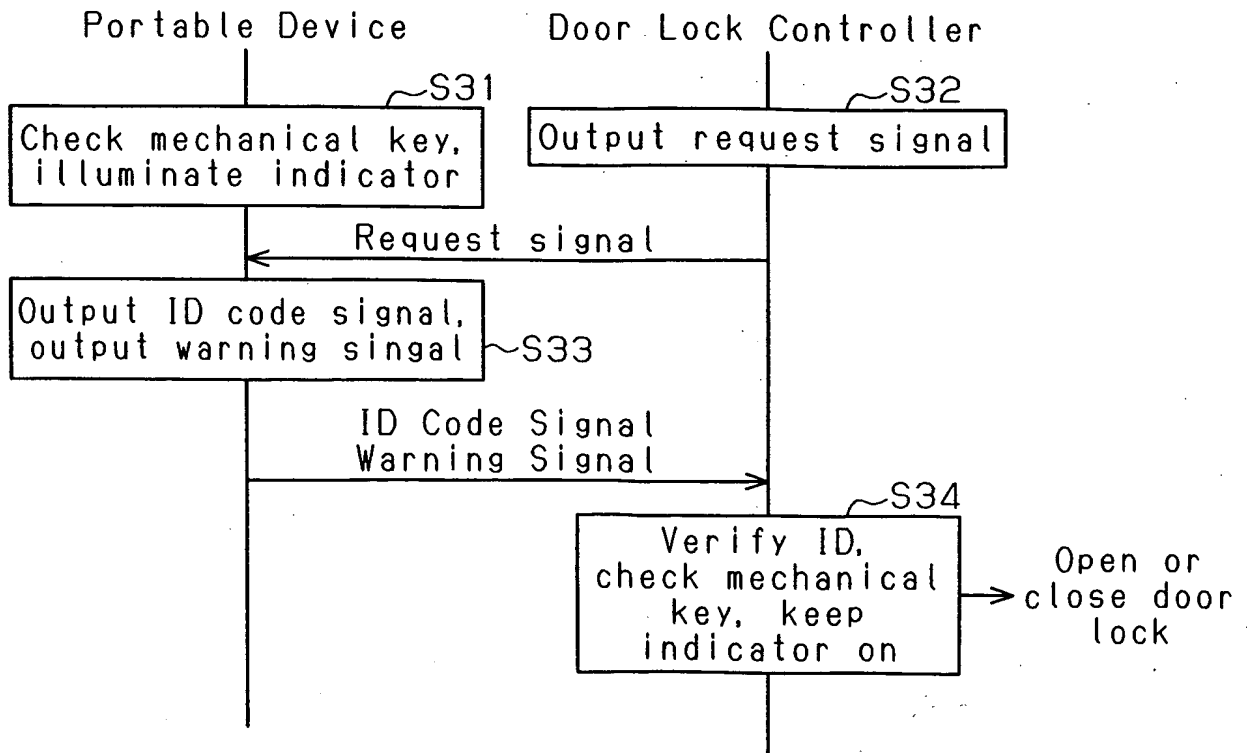 Portable Device
Door Lock Controller
S31
S32
Check mechanical key,
illuminate indicator
Output request signal
Request signal
Output ID code signal,
output warning singal
S33
ID Code Signal
Warning Signal
S34
Verify ID,
check mechanical
key, keep
indicator on
Open or
close door
lock